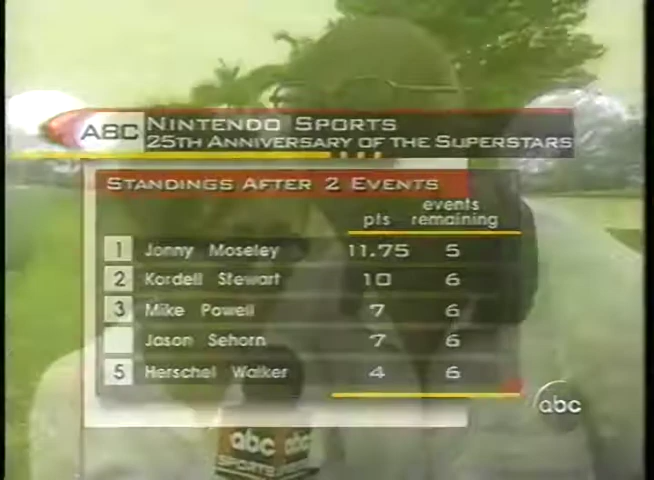 ABC
NINTENDO SPORTS
25TH ANNIVERSARY OF THE SUPERSTARS
STANDINGS AFTER 2 EVENTS
pts events remaining
1 Jonny Moseley 11.75 5
2 Kordell Stewart 10 6
3 Mike Powell 7 6
Jason Sehorn 7 6
5 Herschel Walker 4 6
abc
abc abc
SPORTS